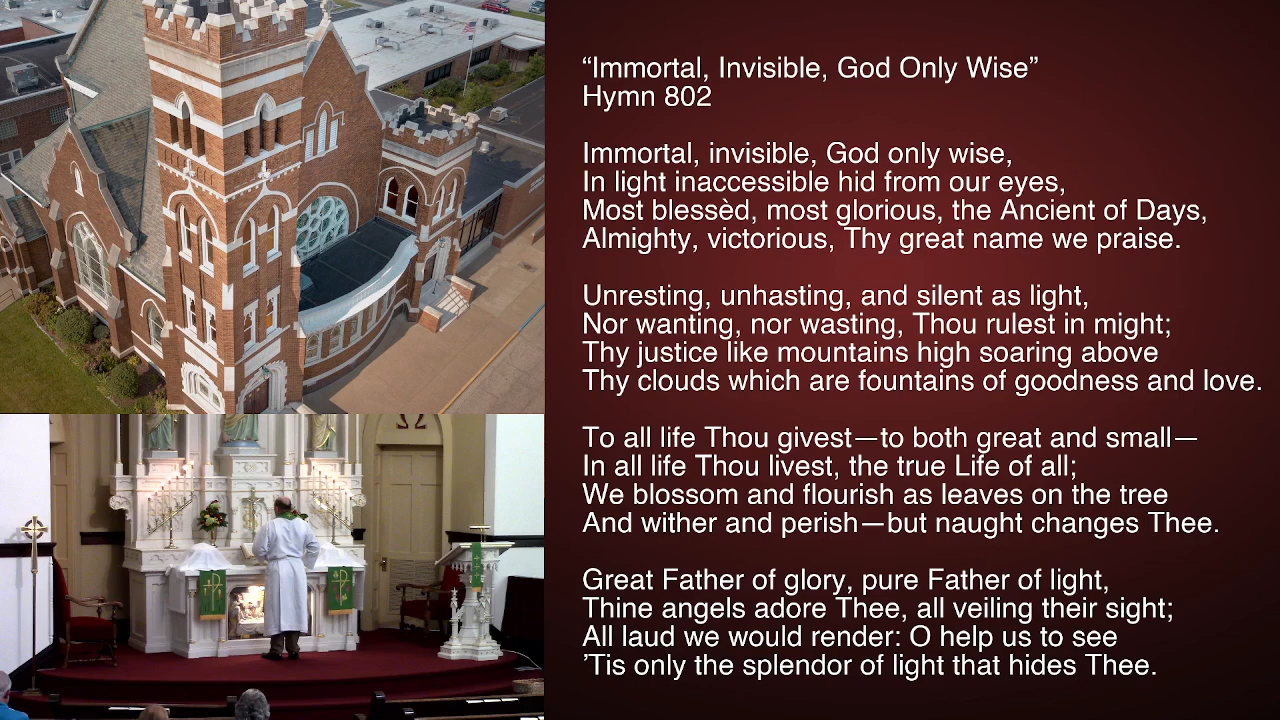 “Immortal, Invisible, God Only Wise”
Hymn 802
Immortal, invisible, God only wise,
In light inaccessible hid from our eyes,
Most blessèd, most glorious, the Ancient of Days,
Almighty, victorious, Thy great name we praise.
Unresting, unhasting, and silent as light,
Nor wanting, nor wasting, Thou rulest in might;
Thy justice like mountains high soaring above
Thy clouds which are fountains of goodness and love.
To all life Thou givest—to both great and small—
In all life Thou livest, the true Life of all;
We blossom and flourish as leaves on the tree
And wither and perish—but naught changes Thee.
Great Father of glory, pure Father of light,
Thine angels adore Thee, all veiling their sight;
All laud we would render: O help us to see
’Tis only the splendor of light that hides Thee.